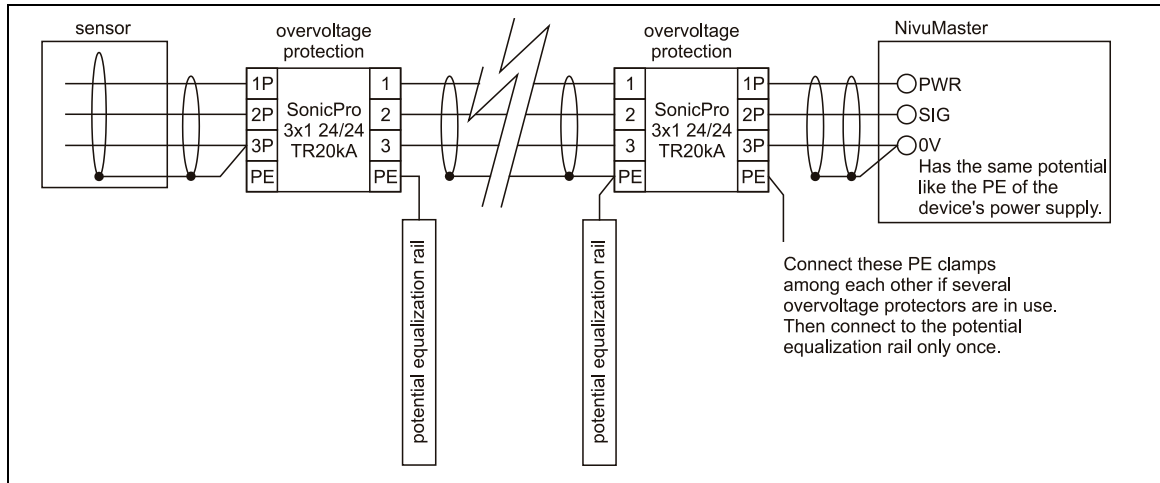 sensor
overvoltage
protection
1P
2P
3P
PE
SonicPro
3x1 24/24
TR20kA
1
2
3
PE
potential equalization rail
overvoltage
protection
1
2
3
PE
SonicPro
3x1 24/24
TR20kA
1P
2P
3P
PE
potential equalization rail
NivuMaster
PWR
SIG
0V
Has the same potential
like the PE of the
device's power supply.
Connect these PE clamps
among each other if several
overvoltage protectors are in use.
Then connect to the potential
equalization rail only once.